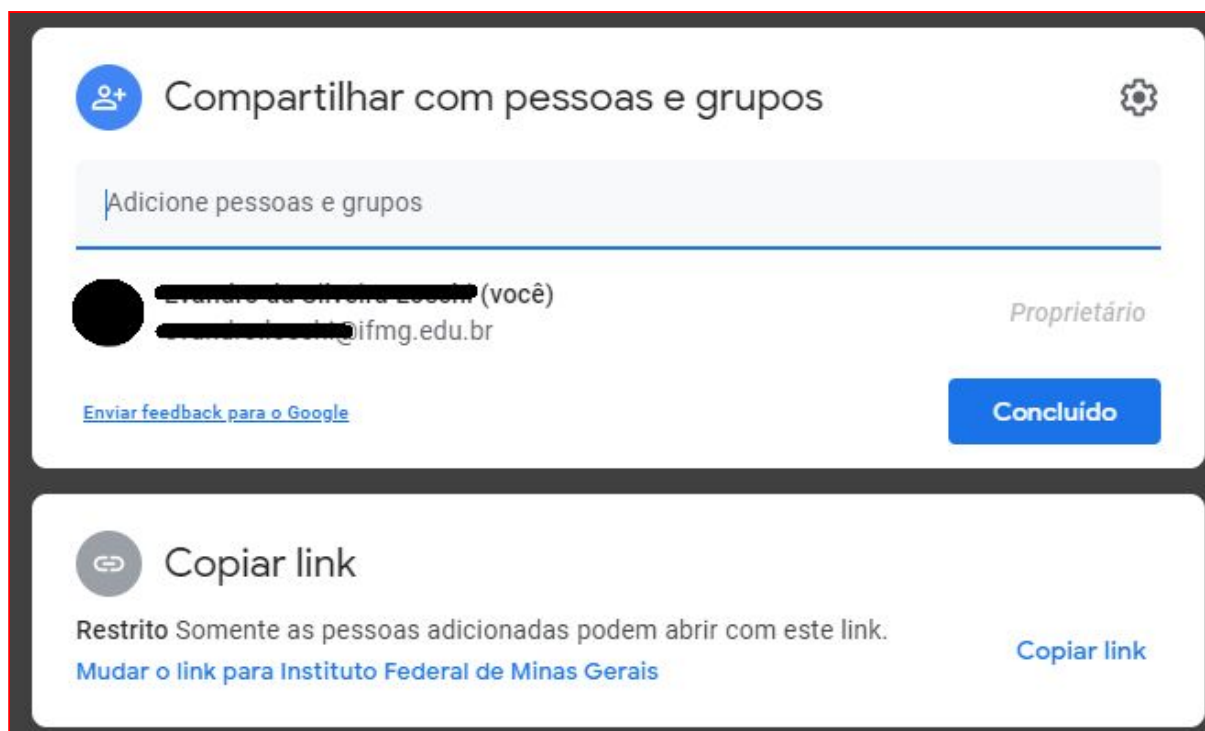 Compartilhar com pessoas e grupos
Adicione pessoas e grupos
(você)
Proprietário
@ifmg.edu.br
Enviar feedback para o Google
Concluído
Copiar link
Restrito Somente as pessoas adicionadas podem abrir com este link.
Copiar link
Mudar o link para Instituto Federal de Minas Gerais